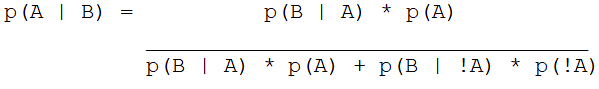 p(A | B) = p(B | A) * p(A)
p(B | A) * p(A) + p(B | !A) * p(!A)